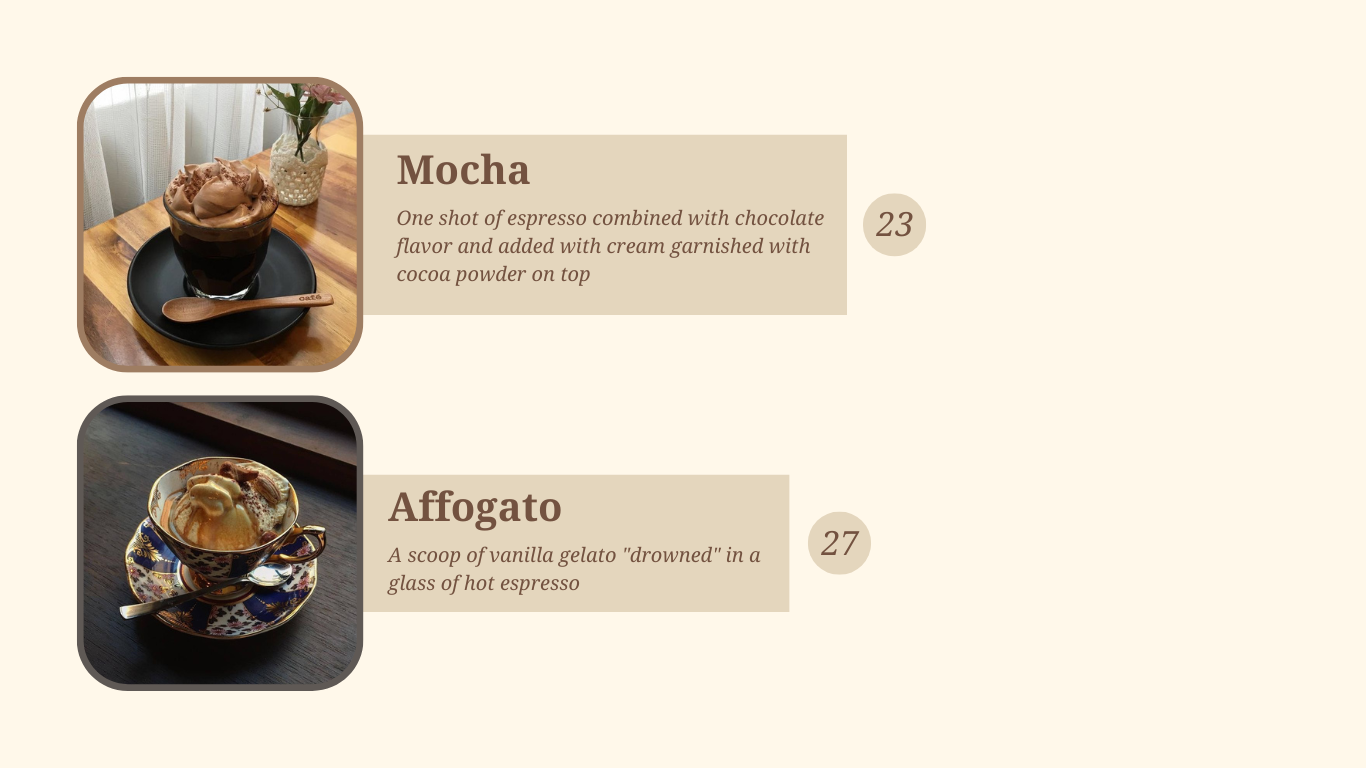 Mocha
One shot of espresso combined with chocolate
flavor and added with cream garnished with
cocoa powder on top
23
café
Affogato
A scoop of vanilla gelato "drowned" in a
glass of hot espresso
27